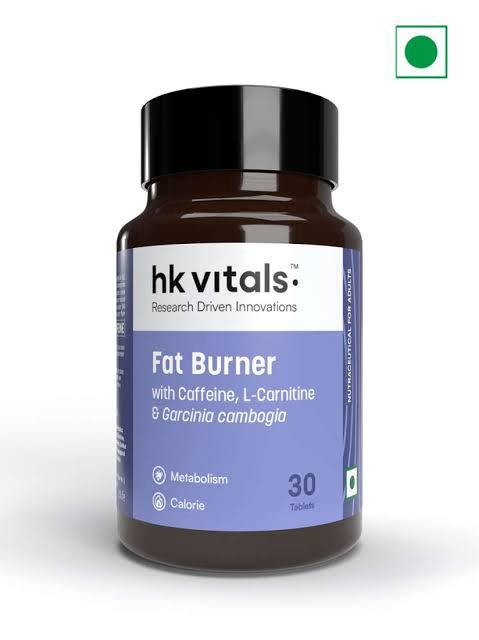 hk vitals™
Research Driven Innovations
Fat Burner
with Caffeine, L-Carnitine
& Garcinia cambogia
Metabolism
Calorie
30
Tablets
NUTRACEUTICAL FOR ADULTS